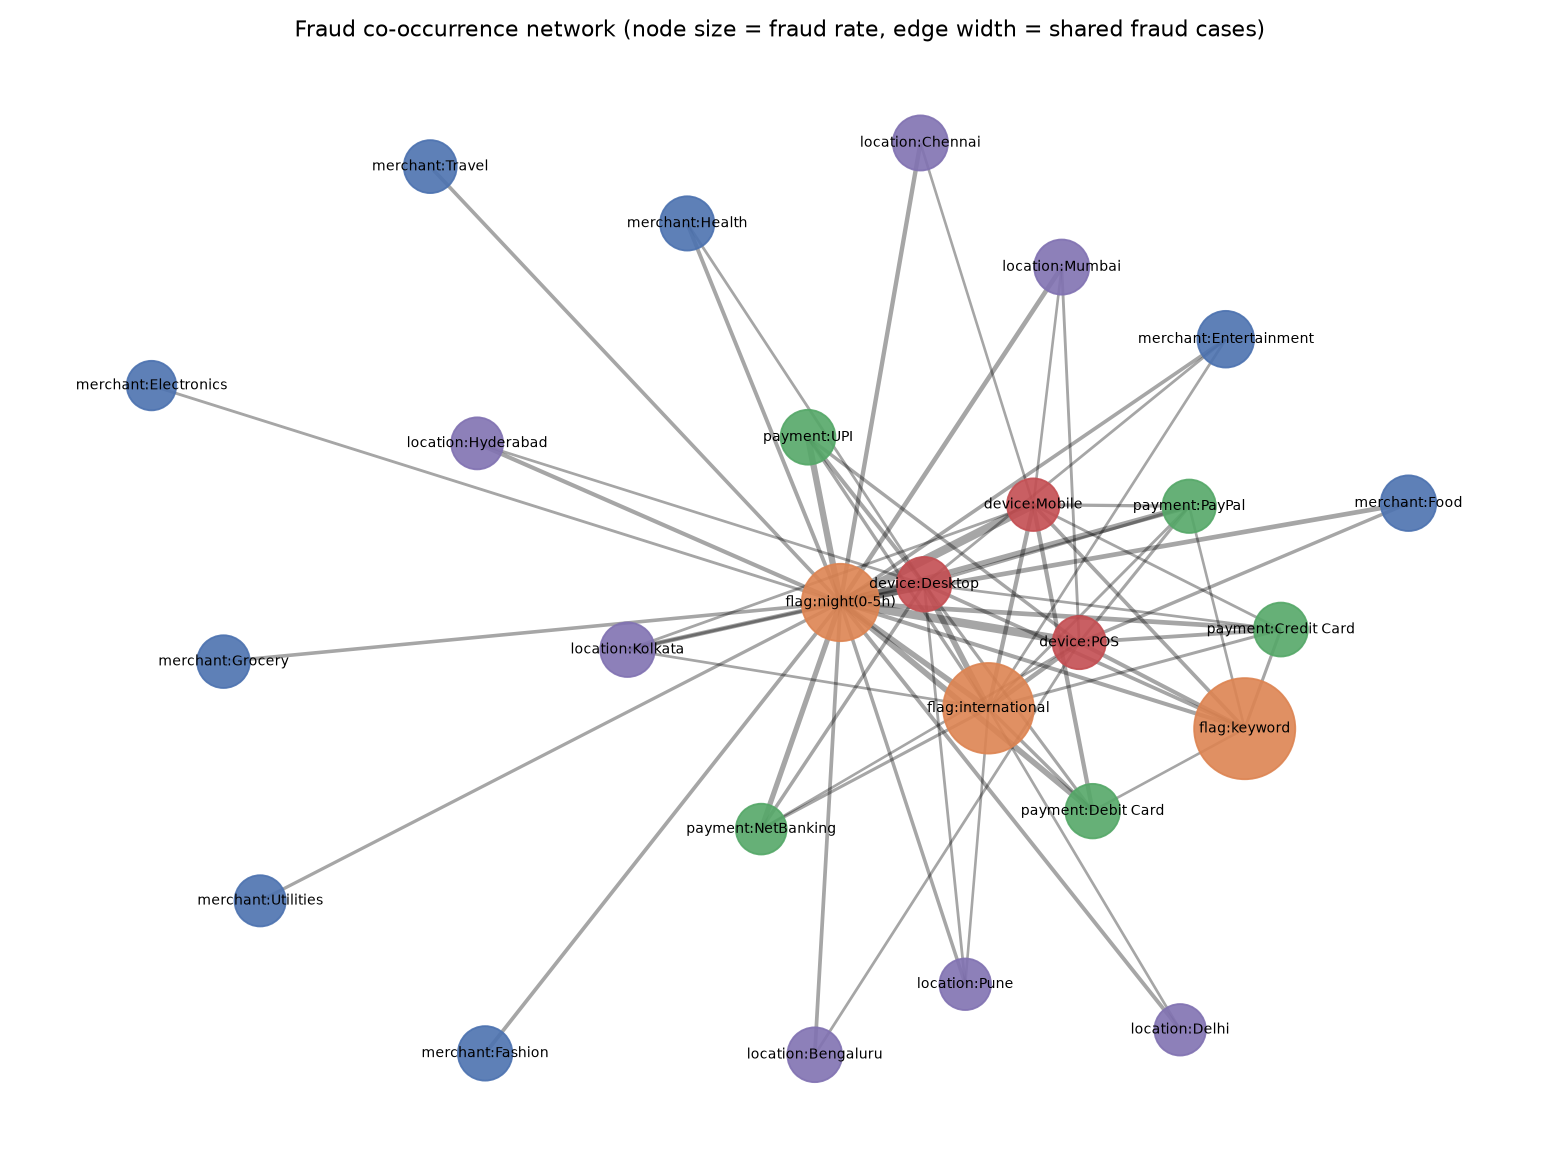 Fraud co-occurrence network (node size = fraud rate, edge width = shared fraud cases)
location:Chennai
merchant:Travel
merchant:Health
location:Mumbai
merchant:Entertainment
merchant:Electronics
payment:UPI
location:Hyderabad
device:Mobile
payment:PayPal
merchant:Food
device:Desktop
flag:night(0-5h)
payment:Credit Card
device:POS
location:Kolkata
merchant:Grocery
flag:international
flag:keyword
payment:Debit Card
payment:NetBanking
merchant:Utilities
location:Pune
location:Delhi
merchant:Fashion
location:Bengaluru